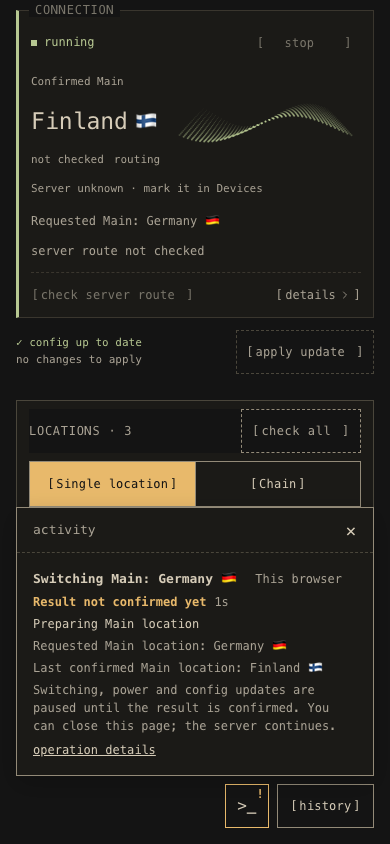 CONNECTION
running [ stop ]
Confirmed Main
Finland 🇫🇮
not checked routing
Server unknown · mark it in Devices
Requested Main: Germany 🇩🇪
server route not checked
[check server route ] [details > ]
✓ config up to date
no changes to apply
[apply update ]
LOCATIONS · 3 [check all ]
[Single location] [Chain]
activity ×
Switching Main: Germany 🇩🇪 This browser
Result not confirmed yet 1s
Preparing Main location
Requested Main location: Germany 🇩🇪
Last confirmed Main location: Finland 🇫🇮
Switching, power and config updates are
paused until the result is confirmed. You
can close this page; the server continues.
operation details
>_ ! [history]